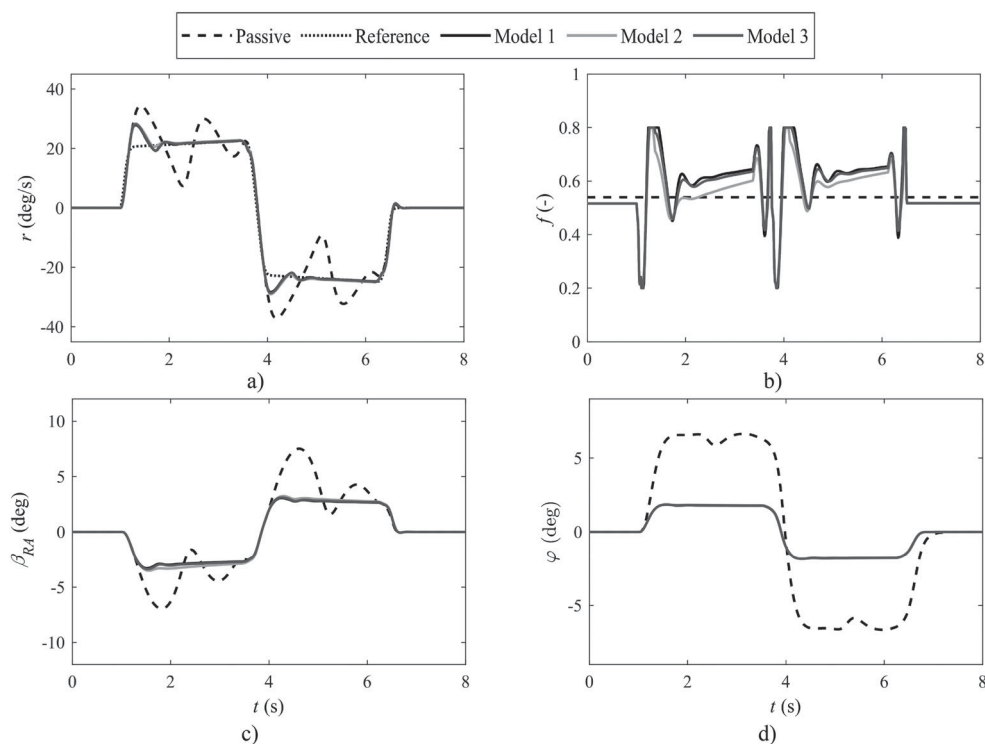 Passive Reference Model 1 Model 2 Model 3
40
20
0
-20
-40
r (deg/s)
0 2 4 6 8
a)
1
0.8
0.6
0.4
0.2
0
f (-)
0 2 4 6 8
b)
10
5
0
-5
-10
β_RA (deg)
0 2 4 6 8
t (s)
c)
5
0
-5
φ (deg)
0 2 4 6 8
t (s)
d)